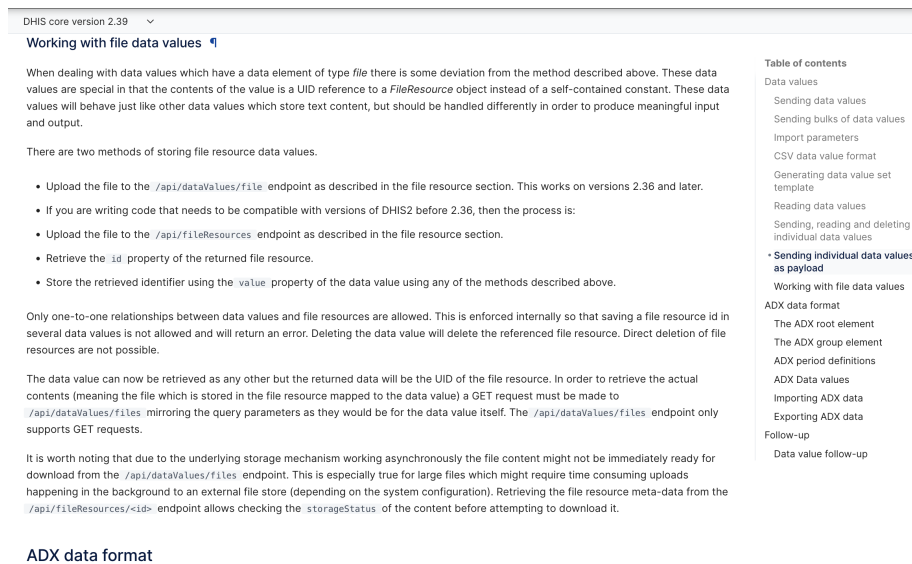 DHIS core version 2.39
Working with file data values ¶
When dealing with data values which have a data element of type file there is some deviation from the method described above. These data
values are special in that the contents of the value is a UID reference to a FileResource object instead of a self-contained constant. These data
values will behave just like other data values which store text content, but should be handled differently in order to produce meaningful input
and output.
There are two methods of storing file resource data values.
• Upload the file to the /api/dataValues/file endpoint as described in the file resource section. This works on versions 2.36 and later.
• If you are writing code that needs to be compatible with versions of DHIS2 before 2.36, then the process is:
• Upload the file to the /api/fileResources endpoint as described in the file resource section.
• Retrieve the id property of the returned file resource.
• Store the retrieved identifier using the value property of the data value using any of the methods described above.
Only one-to-one relationships between data values and file resources are allowed. This is enforced internally so that saving a file resource id in
several data values is not allowed and will return an error. Deleting the data value will delete the referenced file resource. Direct deletion of file
resources are not possible.
The data value can now be retrieved as any other but the returned data will be the UID of the file resource. In order to retrieve the actual
contents (meaning the file which is stored in the file resource mapped to the data value) a GET request must be made to
/api/dataValues/files mirroring the query parameters as they would be for the data value itself. The /api/dataValues/files endpoint only
supports GET requests.
It is worth noting that due to the underlying storage mechanism working asynchronously the file content might not be immediately ready for
download from the /api/dataValues/files endpoint. This is especially true for large files which might require time consuming uploads
happening in the background to an external file store (depending on the system configuration). Retrieving the file resource meta-data from the
/api/fileResources/<id> endpoint allows checking the storageStatus of the content before attempting to download it.
ADX data format
Table of contents
Data values
Sending data values
Sending bulks of data values
Import parameters
CSV data value format
Generating data value set
template
Reading data values
Sending, reading and deleting
individual data values
• Sending individual data values
as payload
Working with file data values
ADX data format
The ADX root element
The ADX group element
ADX period definitions
ADX Data values
Importing ADX data
Exporting ADX data
Follow-up
Data value follow-up